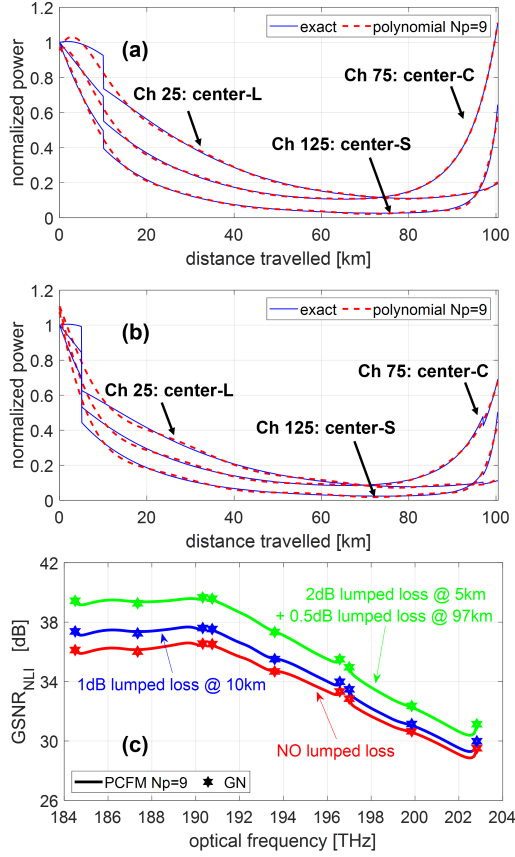 1.2
1
0.8
0.6
0.4
0.2
0
normalized power
(a)
exact
polynomial Np=9
Ch 25: center-L
Ch 75: center-C
Ch 125: center-S
0 20 40 60 80 100
distance travelled [km]
1.2
1
0.8
0.6
0.4
0.2
0
normalized power
(b)
exact
polynomial Np=9
Ch 25: center-L
Ch 75: center-C
Ch 125: center-S
0 20 40 60 80 100
distance travelled [km]
42
38
34
30
26
GSNR_NLI [dB]
2dB lumped loss @ 5km
+ 0.5dB lumped loss @ 97km
1dB lumped loss @ 10km
NO lumped loss
(c)
PCFM Np=9
GN
184 186 188 190 192 194 196 198 200 202 204
optical frequency [THz]